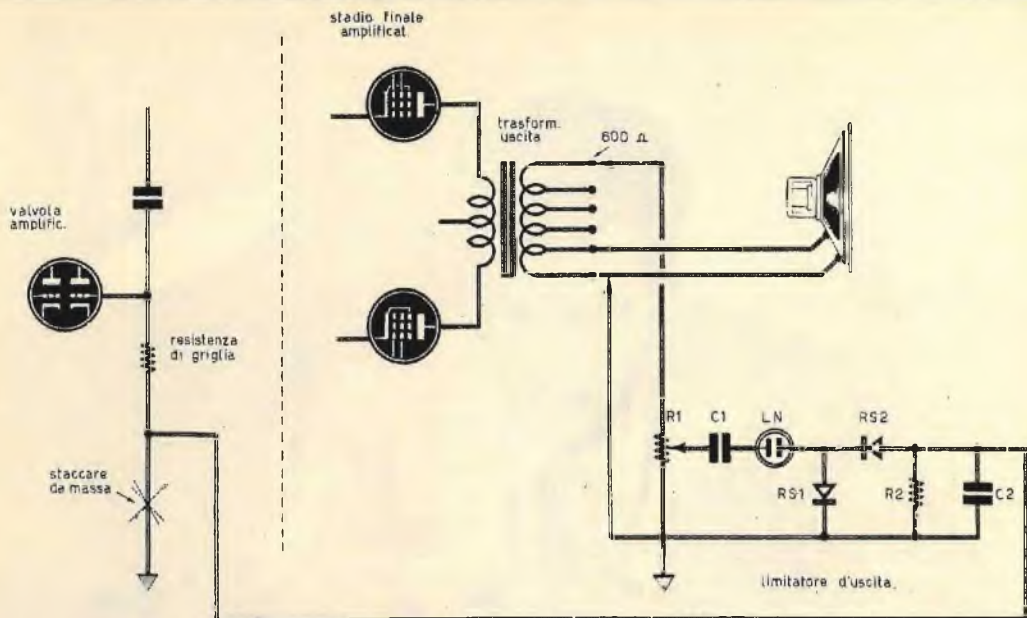 stadio finale
amplificat.
trasform.
uscita
600 Ω
valvola
amplific.
resistenza
di griglia
staccare
da massa
R1
C1
LN
RS2
RS1
R2
C2
limitatore d'uscita.